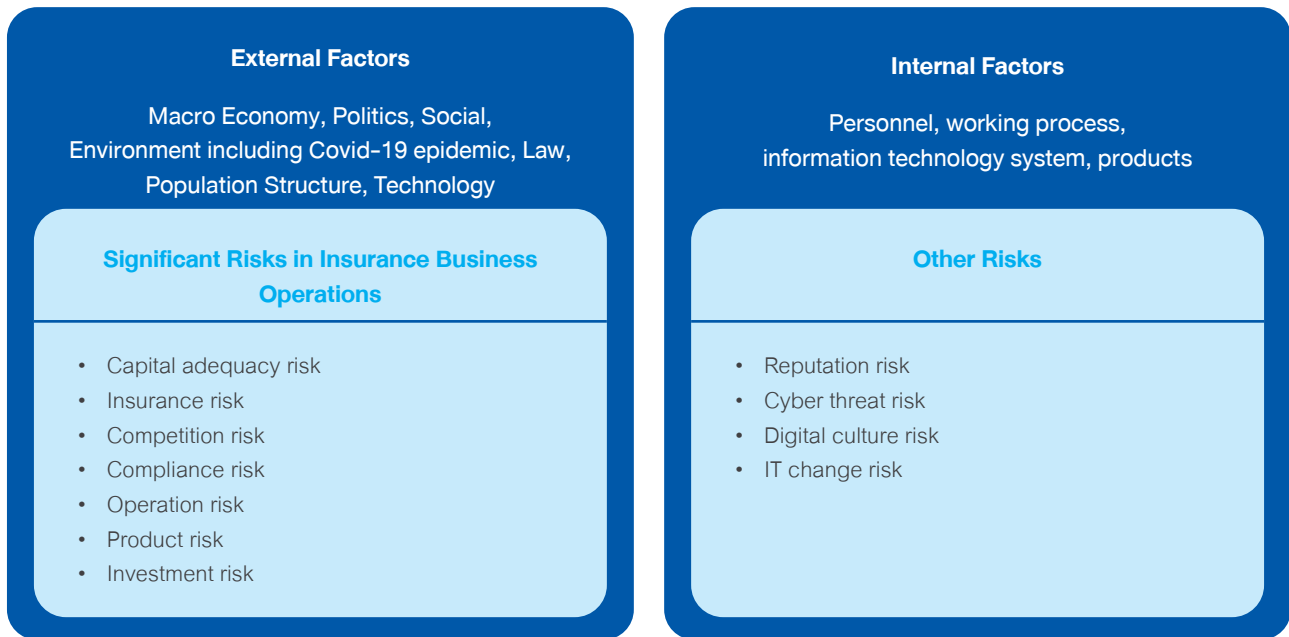 External Factors
Macro Economy, Politics, Social,
Environment including Covid-19 epidemic, Law,
Population Structure, Technology
Significant Risks in Insurance Business
Operations
• Capital adequacy risk
• Insurance risk
• Competition risk
• Compliance risk
• Operation risk
• Product risk
• Investment risk
Internal Factors
Personnel, working process,
information technology system, products
Other Risks
• Reputation risk
• Cyber threat risk
• Digital culture risk
• IT change risk